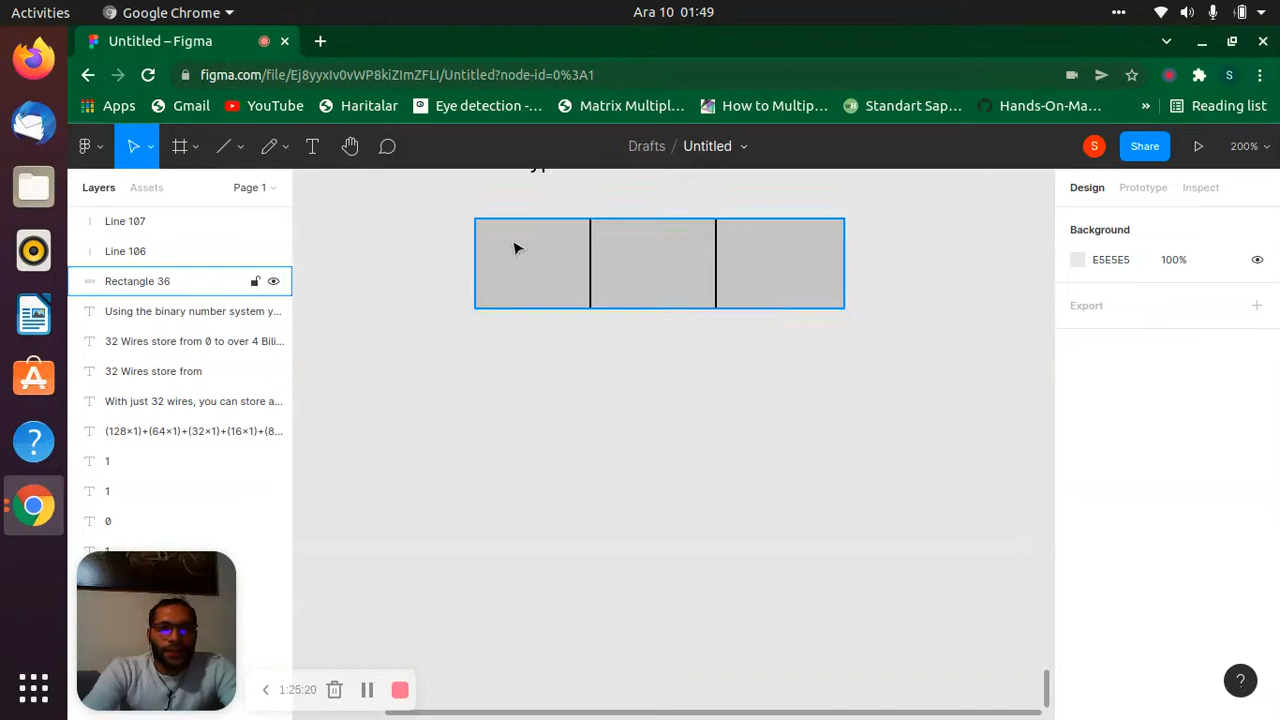 Activities
Google Chrome
Ara 10 01:49
Untitled – Figma
figma.com/file/Ej8yyxIv0vWP8kiZImZFLI/Untitled?node-id=0%3A1
Apps
Gmail
YouTube
Haritalar
Eye detection -...
Matrix Multipl...
How to Multip...
Standart Sap...
Hands-On-Ma...
»
Reading list
Drafts / Untitled
S
Share
200%
Layers
Assets
Page 1
Design
Prototype
Inspect
Line 107
Line 106
Rectangle 36
Using the binary number system y...
32 Wires store from 0 to over 4 Bili...
32 Wires store from
With just 32 wires, you can store a...
(128×1)+(64×1)+(32×1)+(16×1)+(8...
1
1
0
Background
E5E5E5
100%
Export
1:25:20
?